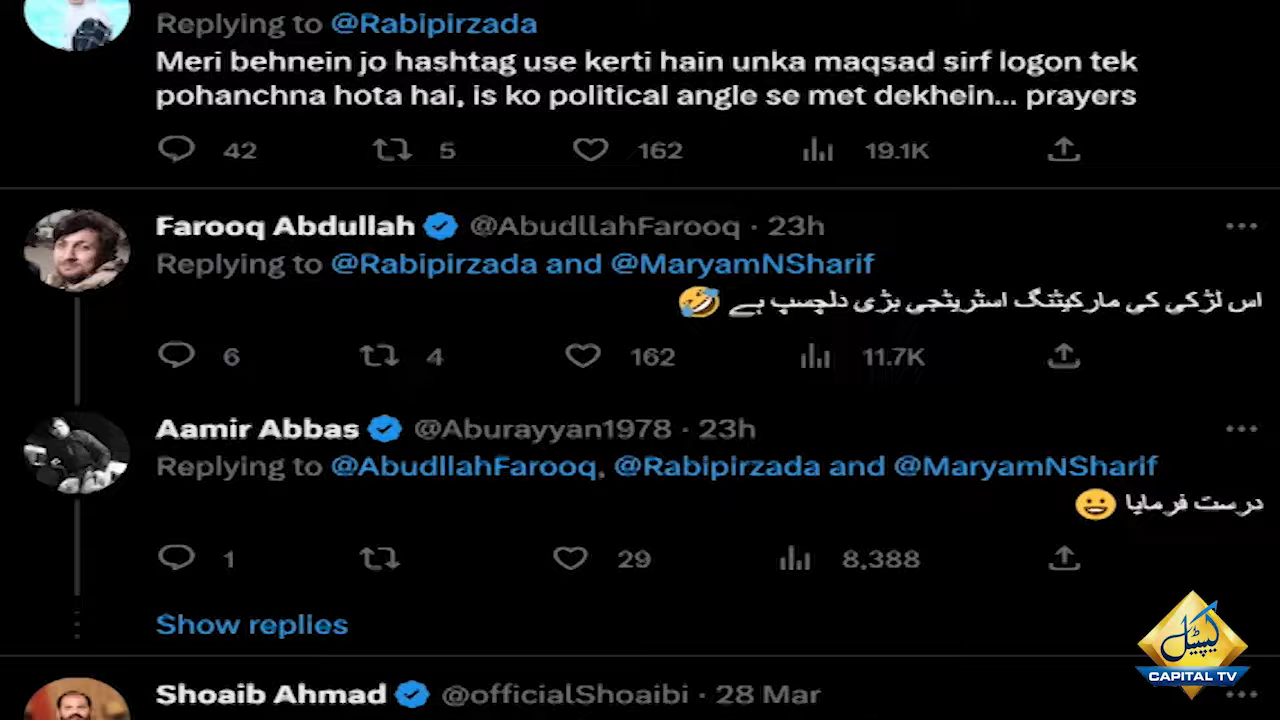 Replying to @Rabipirzada
Meri behnein jo hashtag use kerti hain unka maqsad sirf logon tek
pohanchna hota hai, is ko political angle se met dekhein... prayers
42 5 162 19.1K
Farooq Abdullah @AbudllahFarooq · 23h
Replying to @Rabipirzada and @MaryamNSharif
اس لڑکی کی مارکیٹنگ اسٹریٹجی بڑی دلچسپ ہے 🤣
6 4 162 11.7K
Aamir Abbas @Aburayyan1978 · 23h
Replying to @AbudllahFarooq, @Rabipirzada and @MaryamNSharif
درست فرمایا 😀
1 29 8,388
Show replies
Shoaib Ahmad @officialShoaibi · 28 Mar
کیپیٹل
CAPITAL TV